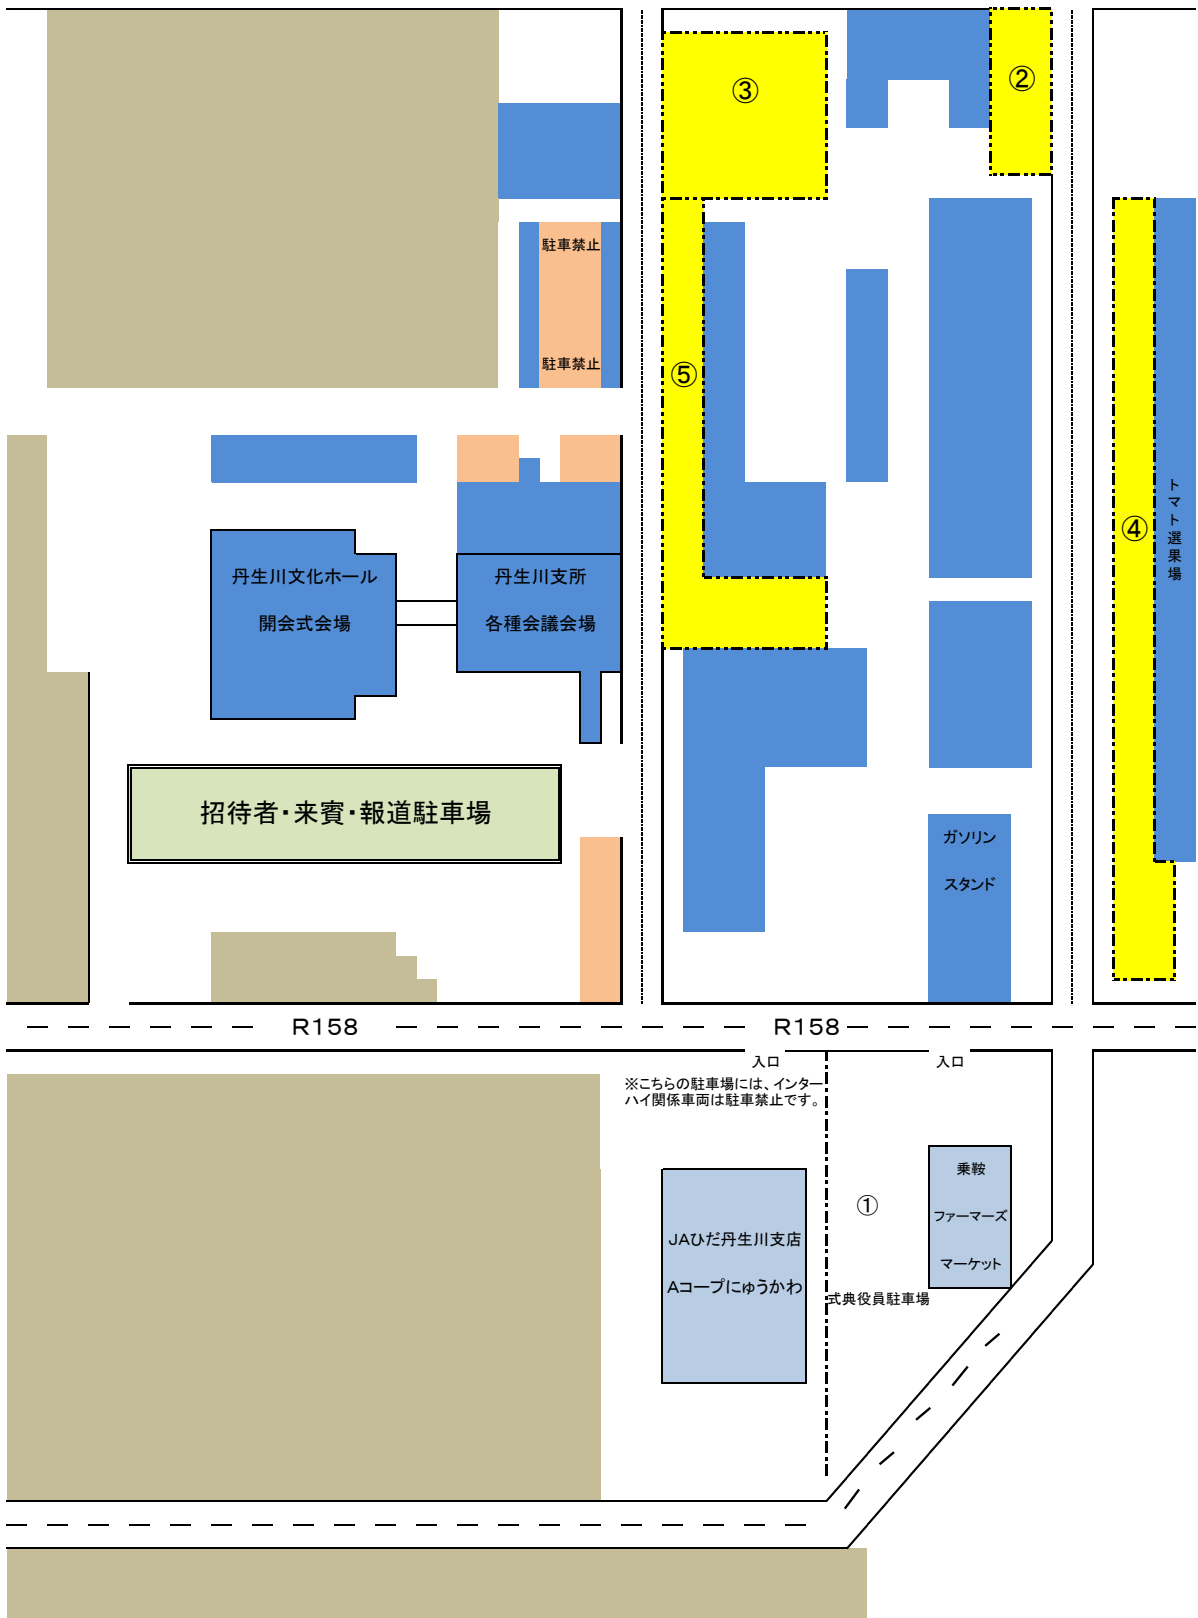 ③
②
駐車禁止
駐車禁止
⑤
④
トマト選果場
丹生川文化ホール
開会式会場
丹生川支所
各種会議会場
招待者・来賓・報道駐車場
ガソリン
スタンド
R158
R158
入口
入口
※こちらの駐車場には、インター
ハイ関係車両は駐車禁止です。
乗鞍
ファーマーズ
マーケット
①
JAひだ丹生川支店
Aコープにゅうかわ
式典役員駐車場